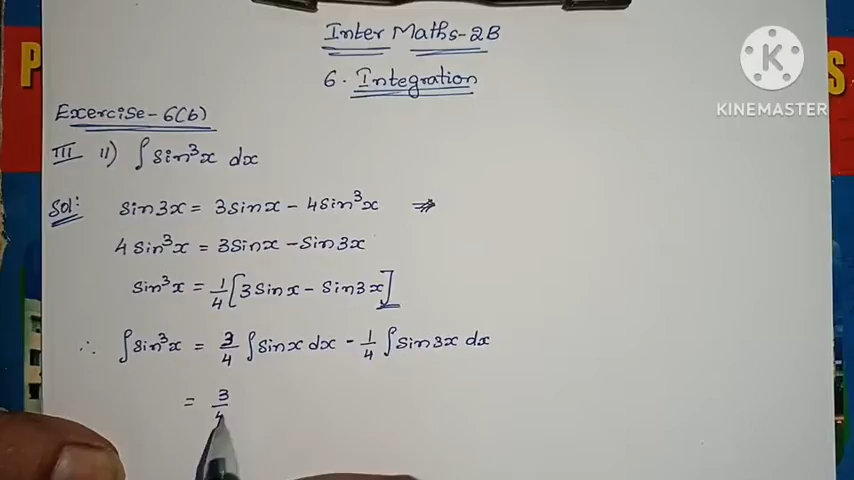 Inter Maths-2B
6. Integration
KINEMASTER
Exercise-6(b)
III 11) ∫ sin³x dx
Sol: sin3x = 3sinx - 4sin³x ⇒
4sin³x = 3sinx - sin3x
sin³x = 1/4 [3sinx - sin3x]
∴ ∫sin³x = 3/4 ∫sinx dx - 1/4 ∫sin3x dx
= 3/4